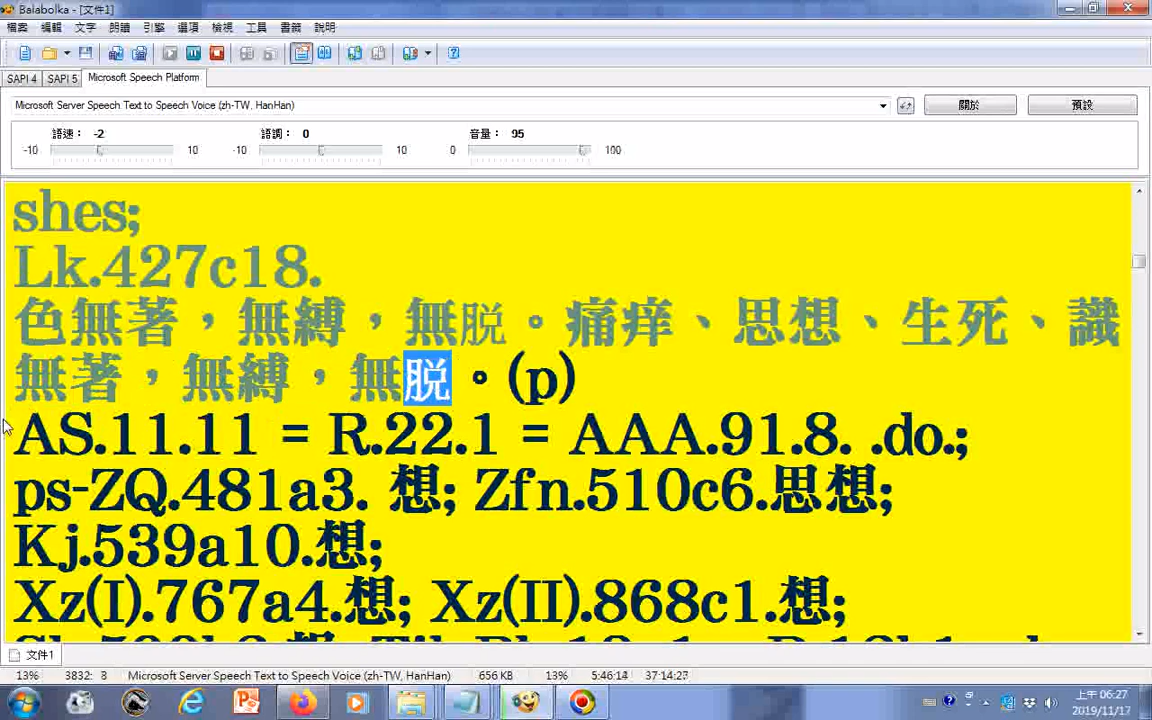 Balabolka - [文件1]
檔案 編輯 文字 朗讀 引擎 選項 檢視 工具 書籤 說明
SAPI 4 SAPI 5 Microsoft Speech Platform
Microsoft Server Speech Text to Speech Voice (zh-TW, HanHan) 關於 預設
語速： -2 語調： 0 音量： 95
-10 10 -10 10 0 100
shes;
Lk.427c18.
色無著，無縛，無脱。痛痒、思想、生死、識
無著，無縛，無脱。(p)
AS.11.11 = R.22.1 = AAA.91.8. .do.;
ps-ZQ.481a3. 想; Zfn.510c6.思想;
Kj.539a10.想;
Xz(I).767a4.想; Xz(II).868c1.想;
文件1
13% 3832: 8 Microsoft Server Speech Text to Speech Voice (zh-TW, HanHan) 656 KB 13% 5:46:14 37:14:27
上午 06:27
2019/11/17